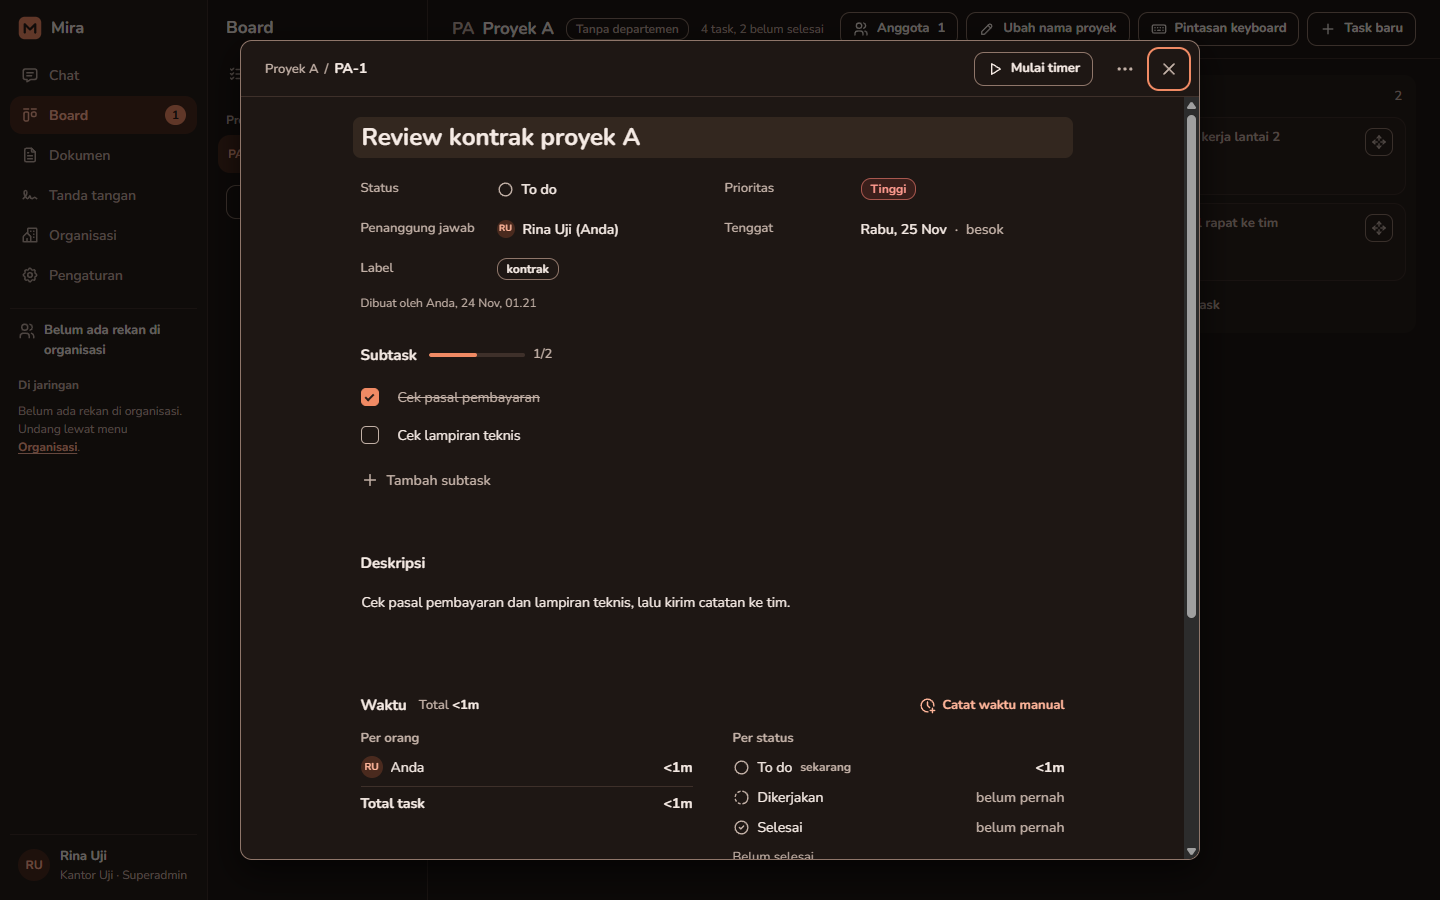 Mira
Chat
Board 1
Dokumen
Tanda tangan
Organisasi
Pengaturan
Belum ada rekan di
organisasi
Di jaringan
Belum ada rekan di organisasi.
Undang lewat menu
Organisasi.
RU Rina Uji
Kantor Uji · Superadmin
Board
PA Proyek A Tanpa departemen 4 task, 2 belum selesai Anggota 1 Ubah nama proyek Pintasan keyboard Task baru
2
kerja lantai 2
rapat ke tim
Proyek A / PA-1 Mulai timer
Review kontrak proyek A
Status To do Prioritas Tinggi
Penanggung jawab RU Rina Uji (Anda) Tenggat Rabu, 25 Nov · besok
Label kontrak
Dibuat oleh Anda, 24 Nov, 01.21
Subtask 1/2
Cek pasal pembayaran
Cek lampiran teknis
Tambah subtask
Deskripsi
Cek pasal pembayaran dan lampiran teknis, lalu kirim catatan ke tim.
Waktu Total <1m Catat waktu manual
Per orang Per status
RU Anda <1m To do sekarang <1m
Dikerjakan belum pernah
Total task <1m
Selesai belum pernah
Belum selesai